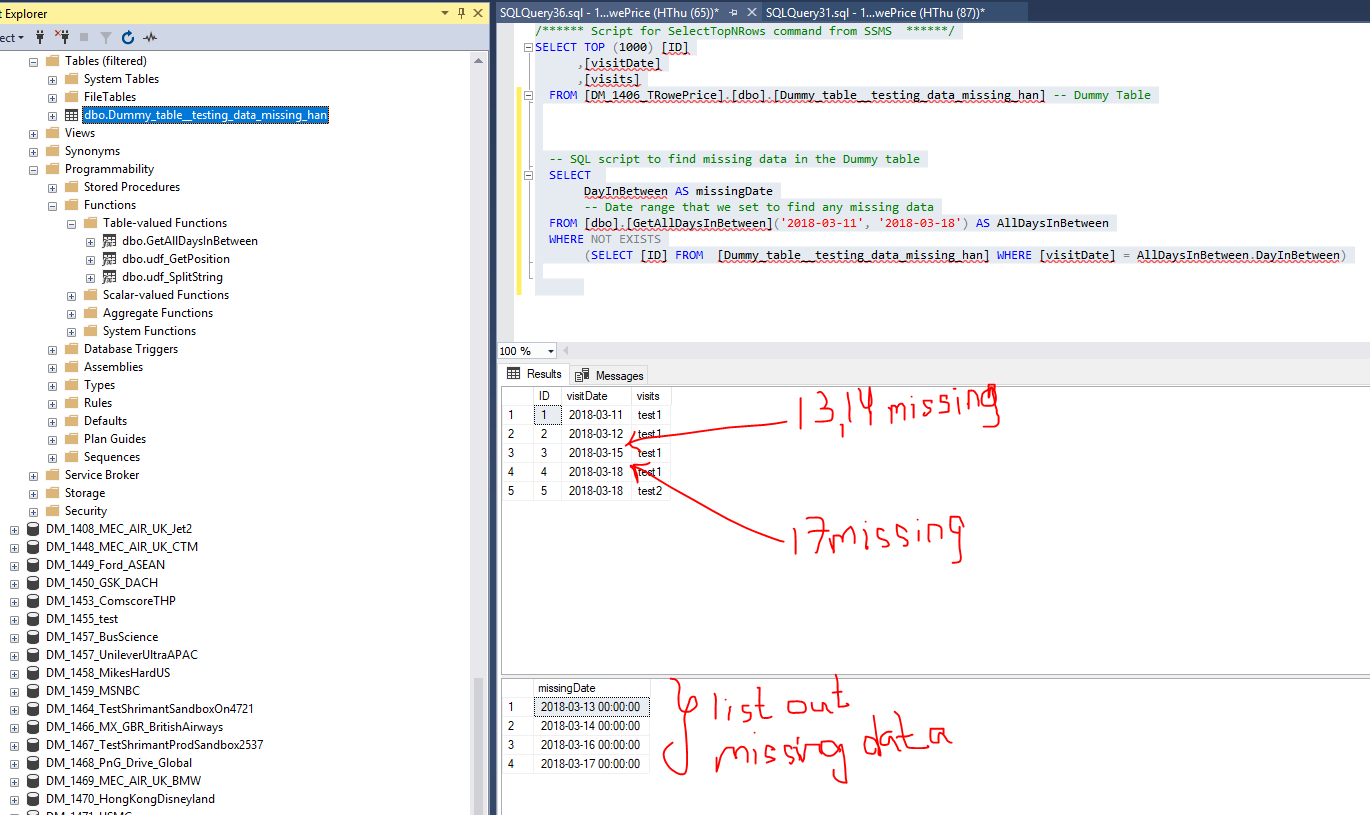 t Explorer
ect
Tables (filtered)
System Tables
FileTables
dbo.Dummy_table__testing_data_missing_han
Views
Synonyms
Programmability
Stored Procedures
Functions
Table-valued Functions
dbo.GetAllDaysInBetween
dbo.udf_GetPosition
dbo.udf_SplitString
Scalar-valued Functions
Aggregate Functions
System Functions
Database Triggers
Assemblies
Types
Rules
Defaults
Plan Guides
Sequences
Service Broker
Storage
Security
DM_1408_MEC_AIR_UK_Jet2
DM_1448_MEC_AIR_UK_CTM
DM_1449_Ford_ASEAN
DM_1450_GSK_DACH
DM_1453_ComscoreTHP
DM_1455_test
DM_1457_BusScience
DM_1457_UnileverUltraAPAC
DM_1458_MikesHardUS
DM_1459_MSNBC
DM_1464_TestShrimantSandboxOn4721
DM_1466_MX_GBR_BritishAirways
DM_1467_TestShrimantProdSandbox2537
DM_1468_PnG_Drive_Global
DM_1469_MEC_AIR_UK_BMW
DM_1470_HongKongDisneyland
SQLQuery36.sql - 1...wePrice (HThu (65))* SQLQuery31.sql - 1...wePrice (HThu (87))*
/****** Script for SelectTopNRows command from SSMS ******/
SELECT TOP (1000) [ID]
,[visitDate]
,[visits]
FROM [DM_1406_TRowePrice].[dbo].[Dummy_table__testing_data_missing_han] -- Dummy Table
-- SQL script to find missing data in the Dummy table
SELECT
DayInBetween AS missingDate
-- Date range that we set to find any missing data
FROM [dbo].[GetAllDaysInBetween]('2018-03-11', '2018-03-18') AS AllDaysInBetween
WHERE NOT EXISTS
(SELECT [ID] FROM [Dummy_table__testing_data_missing_han] WHERE [visitDate] = AllDaysInBetween.DayInBetween)
100 %
Results Messages
ID visitDate visits
1 1 2018-03-11 test1
2 2 2018-03-12 test1
3 3 2018-03-15 test1
4 4 2018-03-18 test1
5 5 2018-03-18 test2
13,14 missing
17 missing
missingDate
1 2018-03-13 00:00:00
2 2018-03-14 00:00:00
3 2018-03-16 00:00:00
4 2018-03-17 00:00:00
list out
missing data